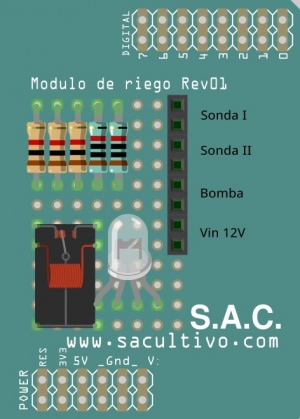 DIGITAL
7 6 5 4 3 2 1 0
Modulo de riego Rev01
Sonda I
Sonda II
Bomba
Vin 12V
S.A.C.
www.sacultivo.com
RES 3V3 5V _Gnd_ V:
POWER